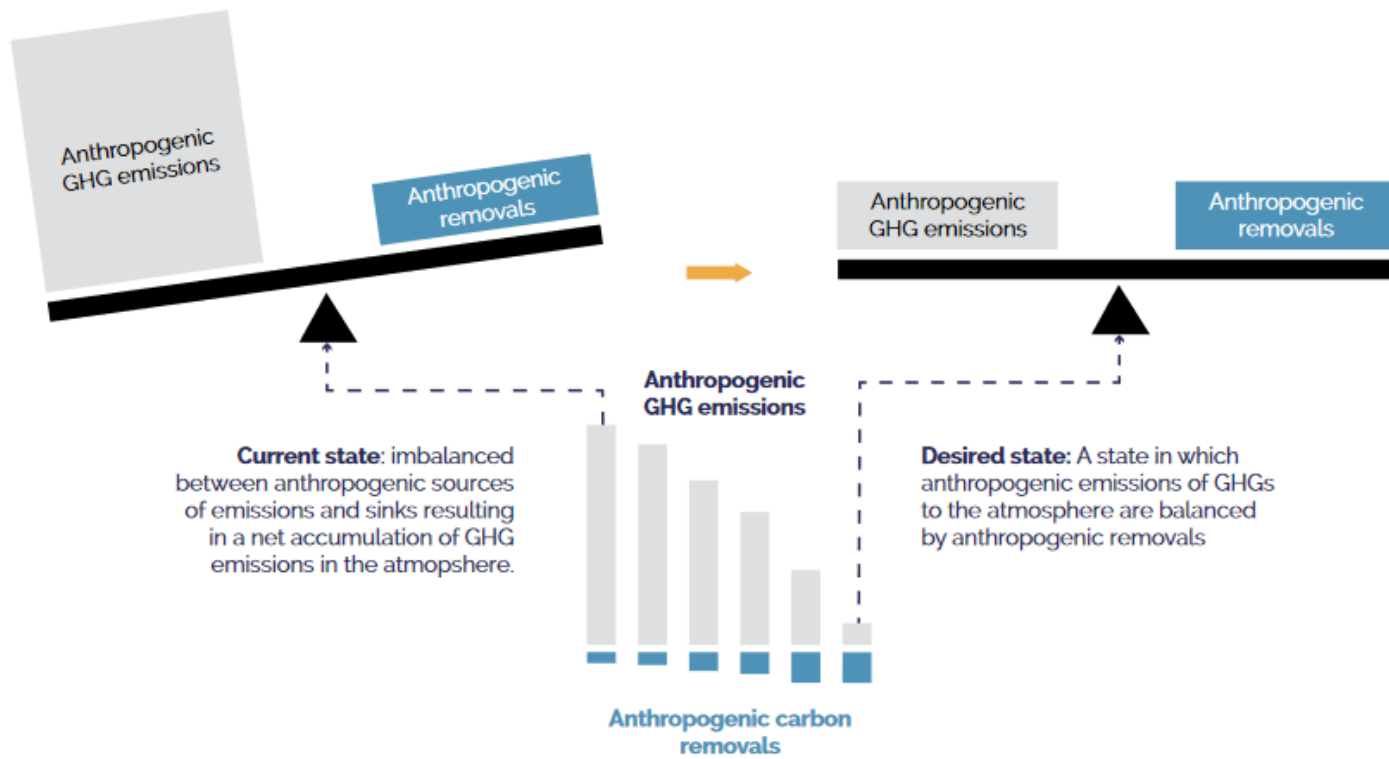 Anthropogenic
GHG emissions
Anthropogenic
removals
Anthropogenic
GHG emissions
Anthropogenic
removals
Anthropogenic
GHG emissions
Current state: imbalanced
between anthropogenic sources
of emissions and sinks resulting
in a net accumulation of GHG
emissions in the atmopshere.
Desired state: A state in which
anthropogenic emissions of GHGs
to the atmosphere are balanced
by anthropogenic removals
Anthropogenic carbon
removals